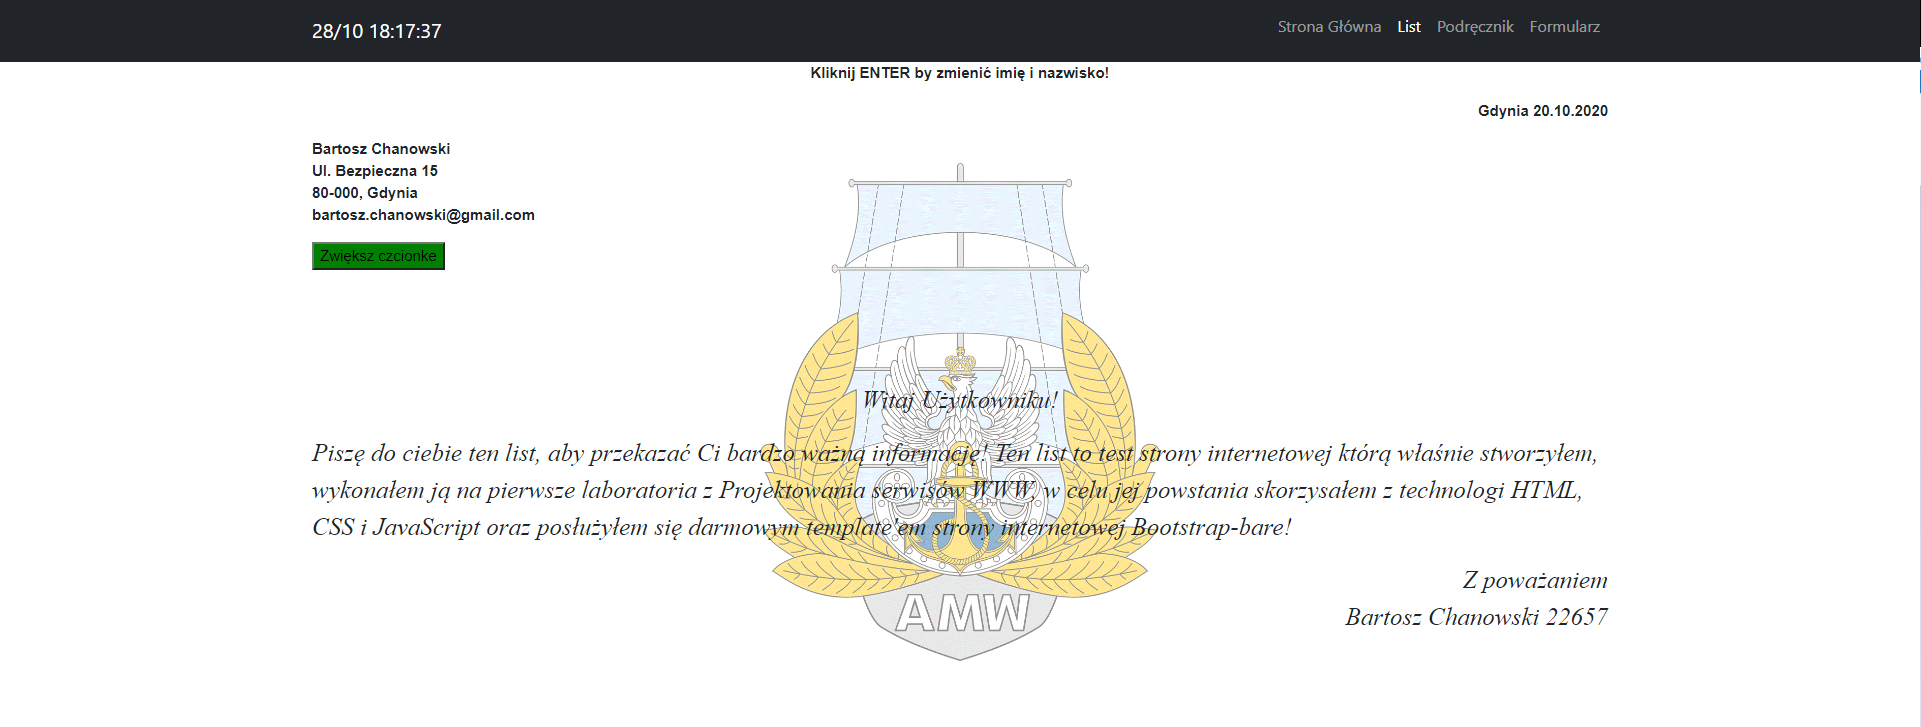 28/10 18:17:37
Strona Główna List Podręcznik Formularz
Kliknij ENTER by zmienić imię i nazwisko!
Gdynia 20.10.2020
Bartosz Chanowski
Ul. Bezpieczna 15
80-000, Gdynia
bartosz.chanowski@gmail.com
Zwiększ czcionke
Witaj Użytkowniku!
Piszę do ciebie ten list, aby przekazać Ci bardzo ważną informację! Ten list to test strony internetowej którą właśnie stworzyłem,
wykonałem ją na pierwsze laboratoria z Projektowania serwisów WWW, w celu jej powstania skorzysałem z technologi HTML,
CSS i JavaScript oraz posłużyłem się darmowym template'em strony internetowej Bootstrap-bare!
Z poważaniem
Bartosz Chanowski 22657
AMW